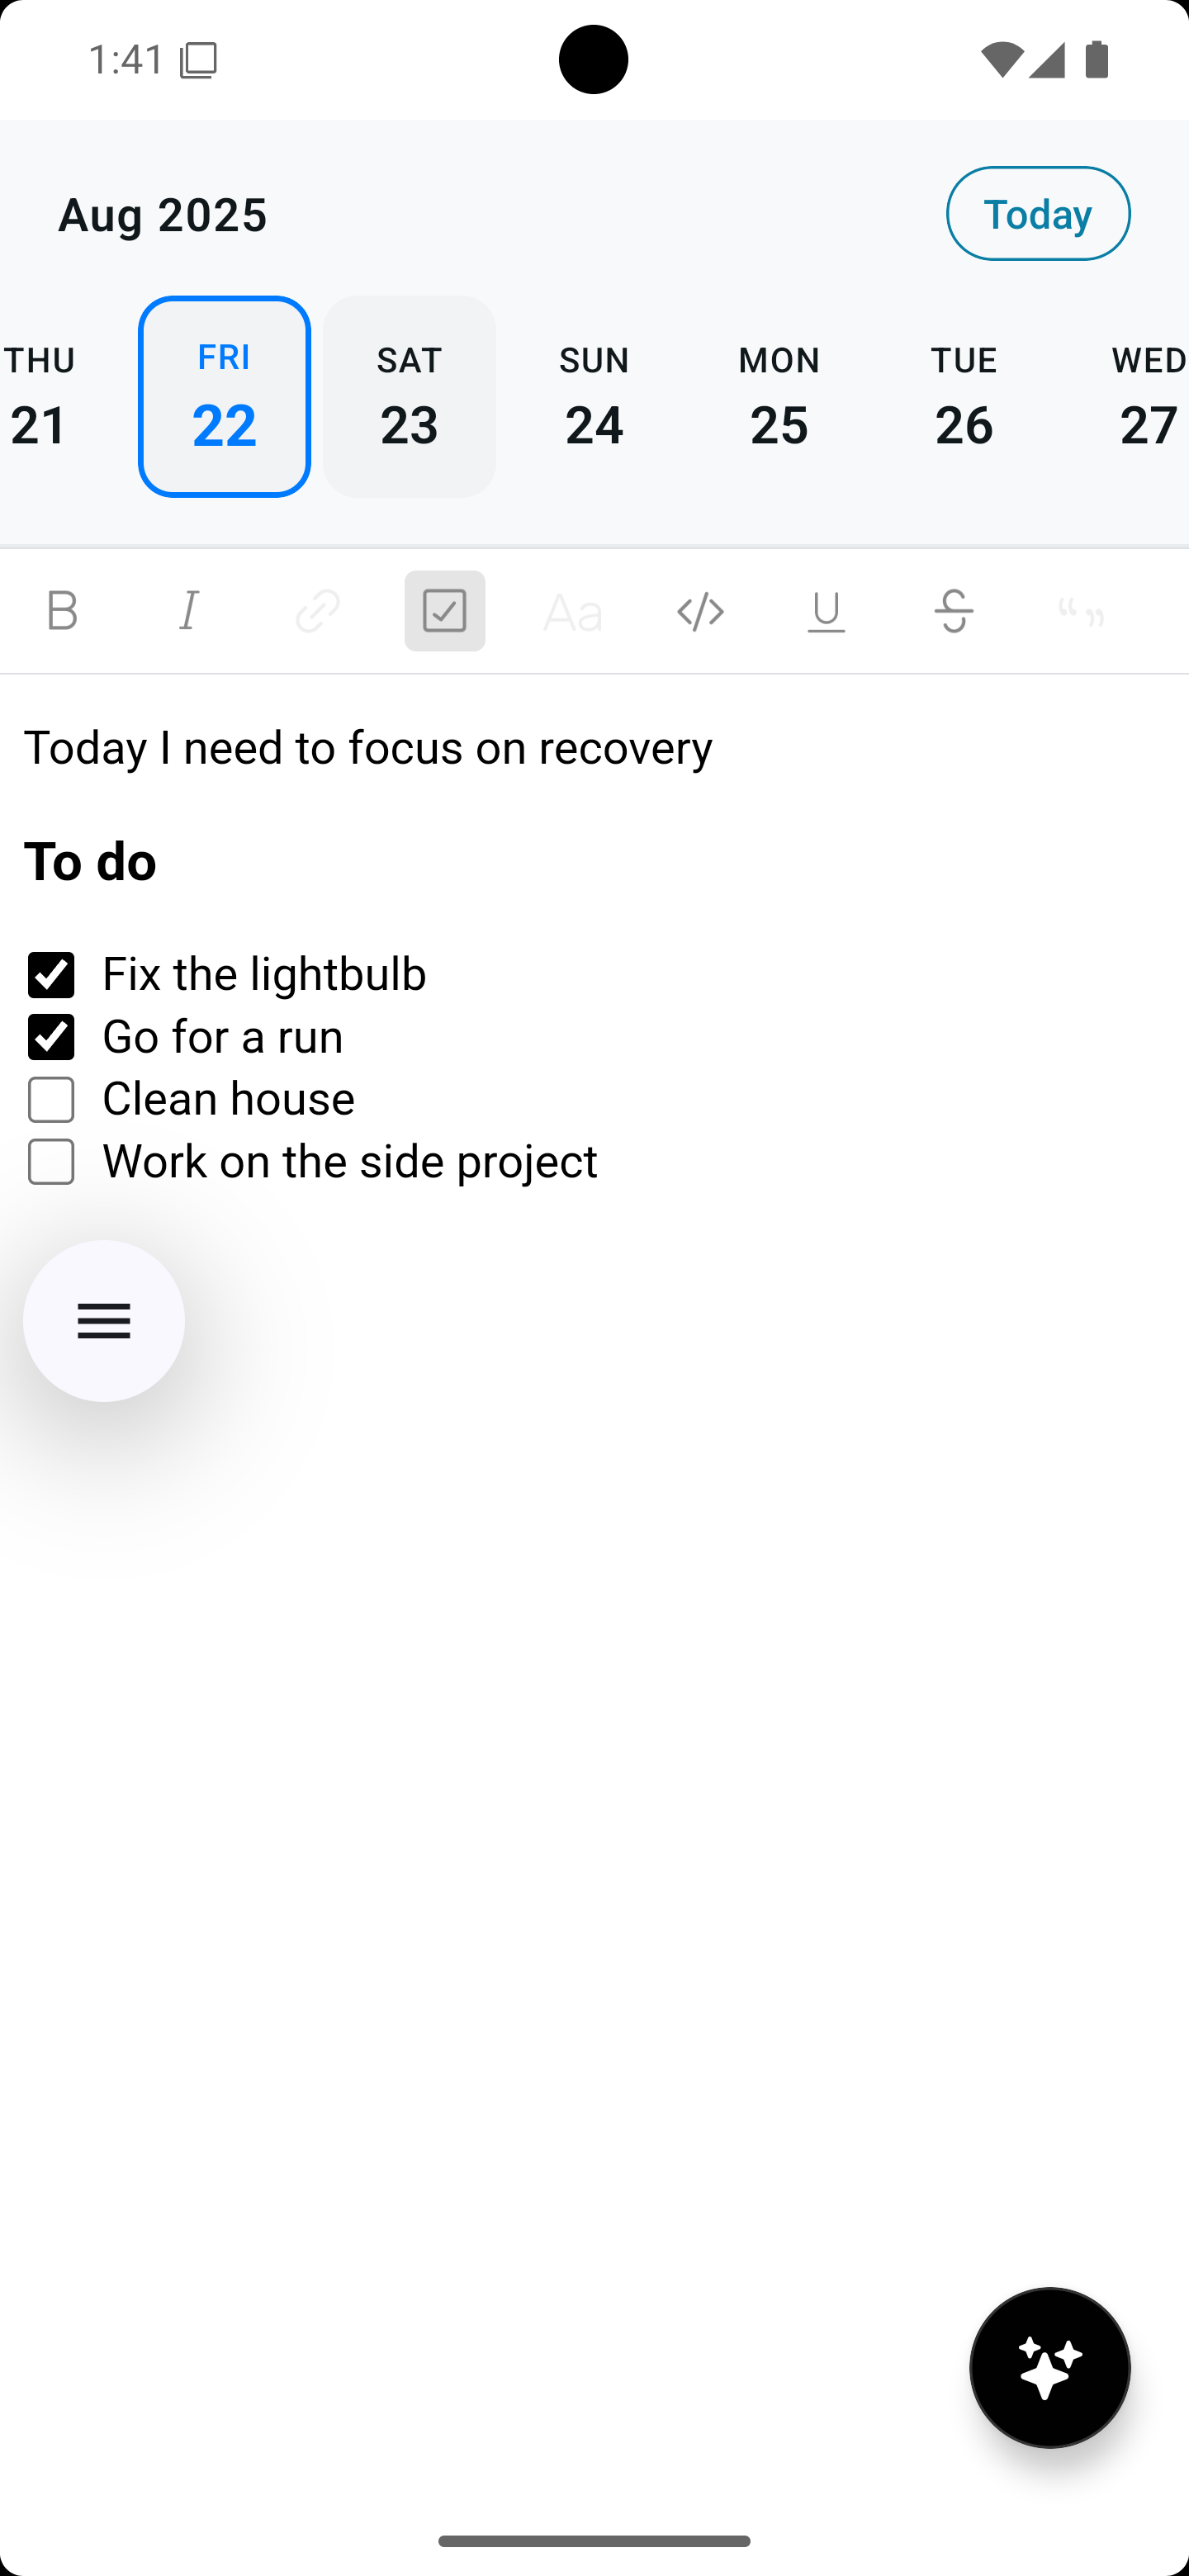 1:41
Aug 2025
Today
THU FRI SAT SUN MON TUE WED
21 22 23 24 25 26 27
B I Aa </> U S “ ”
Today I need to focus on recovery
To do
Fix the lightbulb
Go for a run
Clean house
Work on the side project